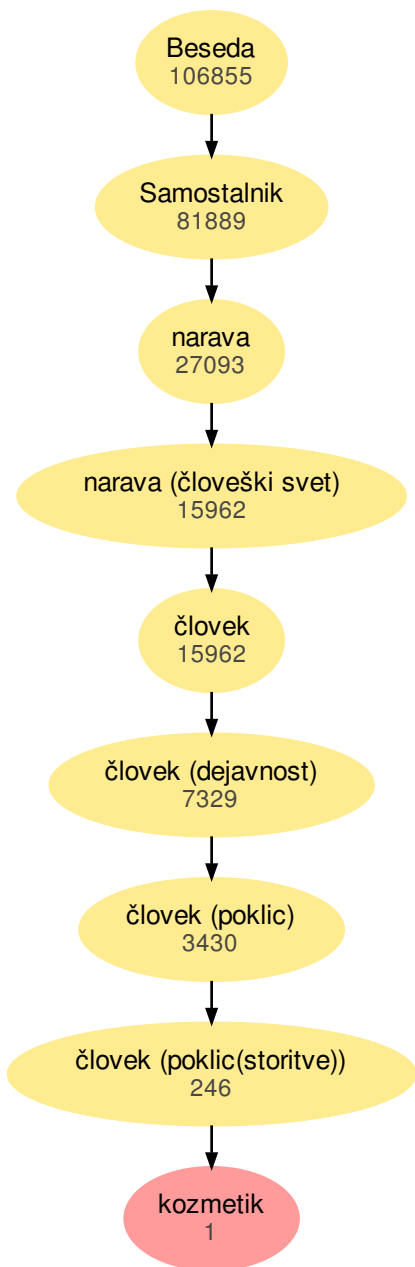 Beseda
106855
Samostalnik
81889
narava
27093
narava (človeški svet)
15962
človek
15962
človek (dejavnost)
7329
človek (poklic)
3430
človek (poklic(storitve))
246
kozmetik
1